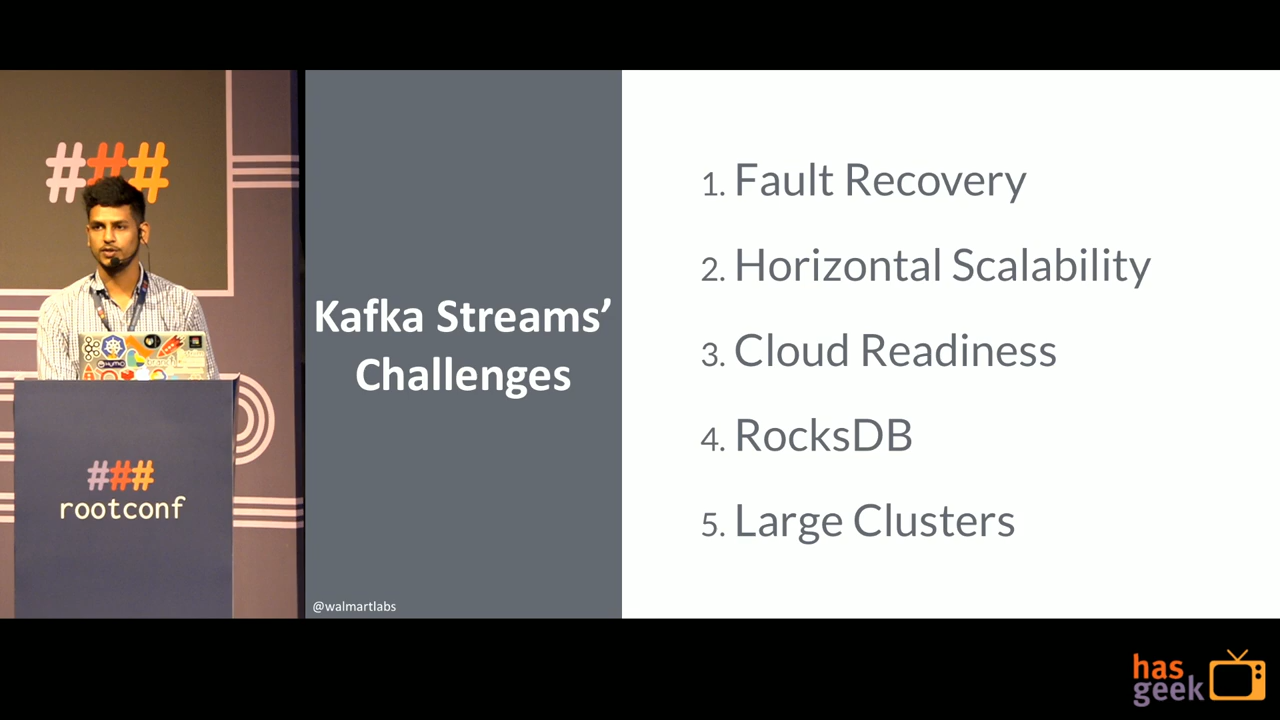 ###
Kafka Streams’
Challenges
1. Fault Recovery
2. Horizontal Scalability
3. Cloud Readiness
4. RocksDB
5. Large Clusters
###
rootconf
@walmartlabs
has
geek